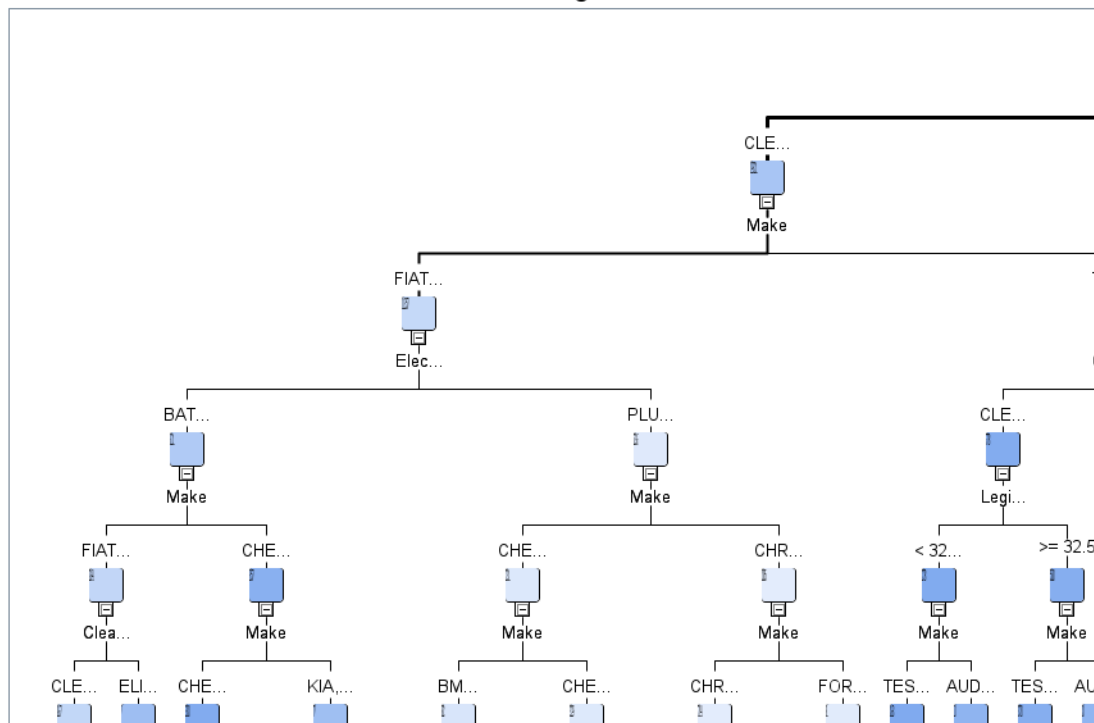 CLE...
Make
FIAT...
Elec...
BAT... PLU... CLE...
Make Make Legi...
FIAT... CHE... CHE... CHR... < 32... >= 32.5
Clea... Make Make Make Make Make
CLE... ELI... CHE... KIA,... BM... CHE... CHR... FOR... TES... AUD... TES... AU